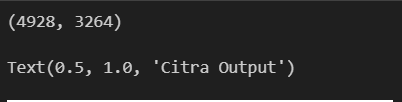 (4928, 3264)
Text(0.5, 1.0, 'Citra Output')